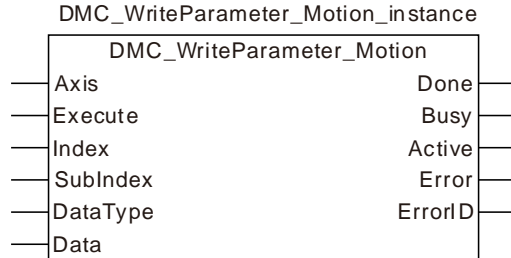 DMC_WriteParameter_Motion_instance
DMC_WriteParameter_Motion
Axis Done
Execute Busy
Index Active
SubIndex Error
DataType ErrorID
Data